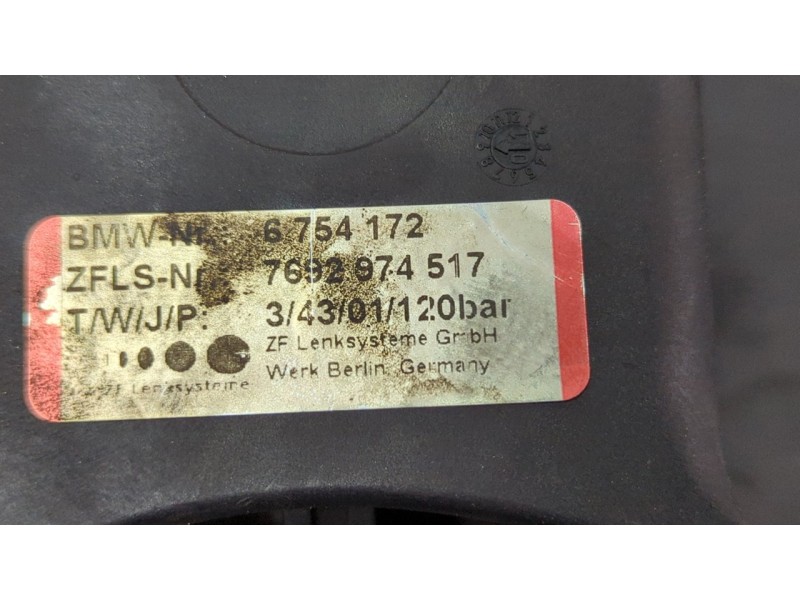 BMW-Nr.: 6 754 172
ZFLS-Nr.: 7692 974 517
T/W/J/P: 3/43/01/120bar
ZF Lenksysteme GmbH
Werk Berlin, Germany
ZF Lenksysteme